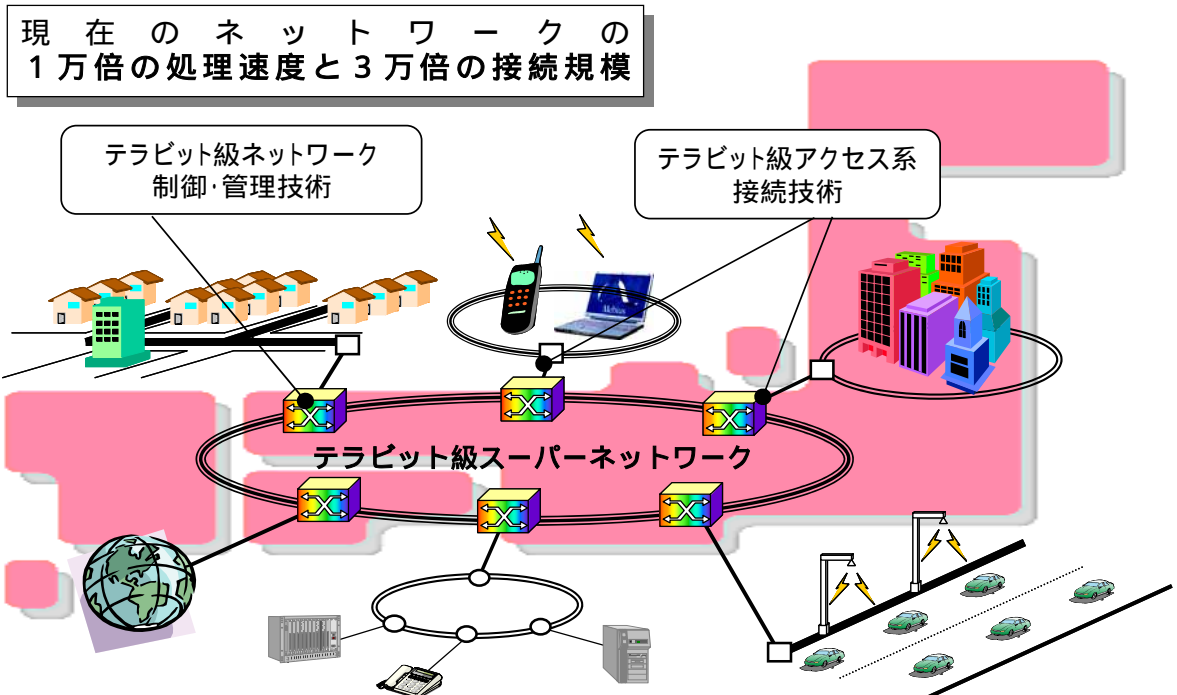 現在のネットワークの
1万倍の処理速度と3万倍の接続規模
テラビット級ネットワーク
制御･管理技術
テラビット級アクセス系
接続技術
Mebius
テラビット級スーパーネットワーク